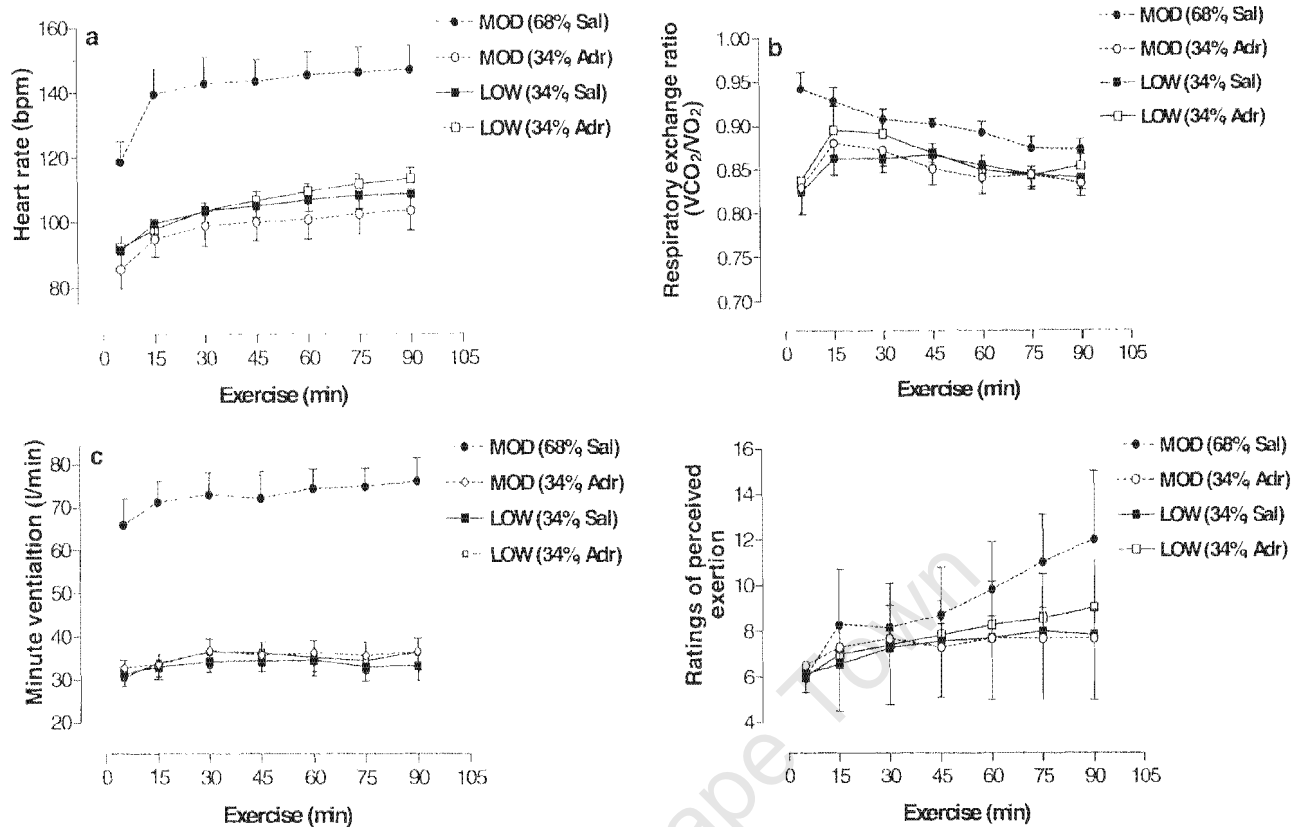 a
MOD (68%, Sal)
MOD (34%, Adr)
LOW (34%, Sal)
LOW (34%, Adr)
Heart rate (bpm)
160
140
120
100
80
0 15 30 45 60 75 90 105
Exercise (min)
b
MOD (68%, Sal)
MOD (34%, Adr)
LOW (34%, Sal)
LOW (34%, Adr)
Respiratory exchange ratio
(VCO2/VO2)
1.00
0.95
0.90
0.85
0.80
0.70
0 15 30 45 60 75 90 105
Exercise (min)
c
MOD (68%, Sal)
MOD (34%, Adr)
LOW (34%, Sal)
LOW (34%, Adr)
Minute ventialtion (l/min)
80
70
60
40
30
20
0 15 30 45 60 75 90 105
Exercise (min)
MOD (68%, Sal)
MOD (34%, Adr)
LOW (34%, Sal)
LOW (34%, Adr)
Ratings of perceived
exertion
16
14
12
10
8
6
4
0 15 30 45 60 75 90 105
Exercise (min)
ape Town